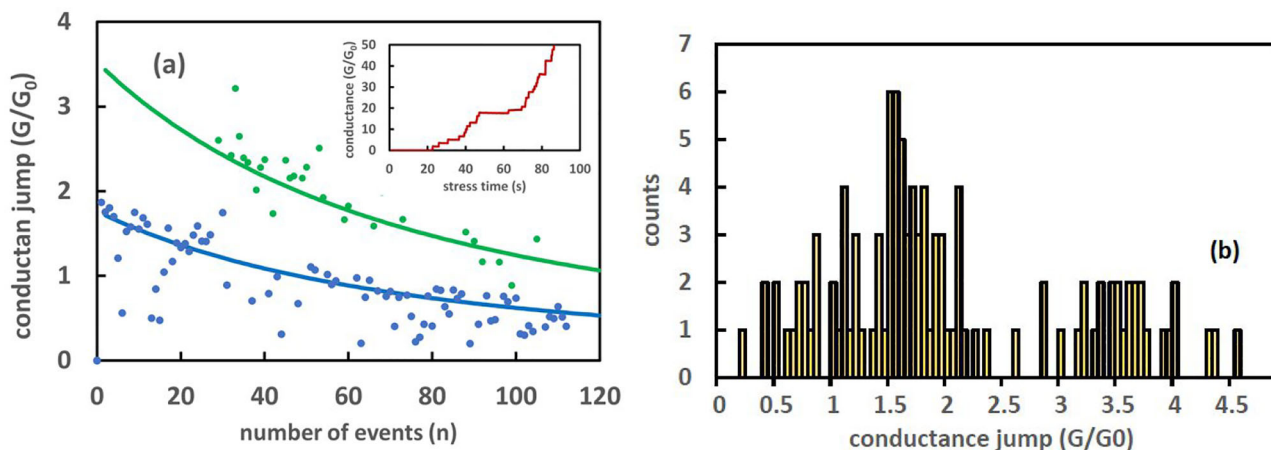 conductan jump (G/G₀)
4
3
2
1
0
(a)
conductance (G/G₀)
50
40
30
20
10
0
0 20 40 60 80 100
stress time (s)
0 20 40 60 80 100 120
number of events (n)
counts
7
6
5
4
3
2
1
0
(b)
0 0.5 1 1.5 2 2.5 3 3.5 4 4.5
conductance jump (G/G0)